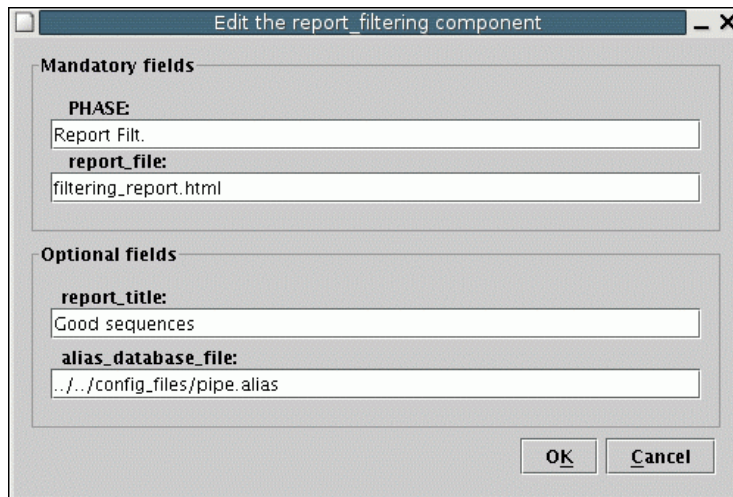 Edit the report_filtering component
Mandatory fields
PHASE:
Report Filt.
report_file:
filtering_report.html
Optional fields
report_title:
Good sequences
alias_database_file:
../../config_files/pipe.alias
OK Cancel